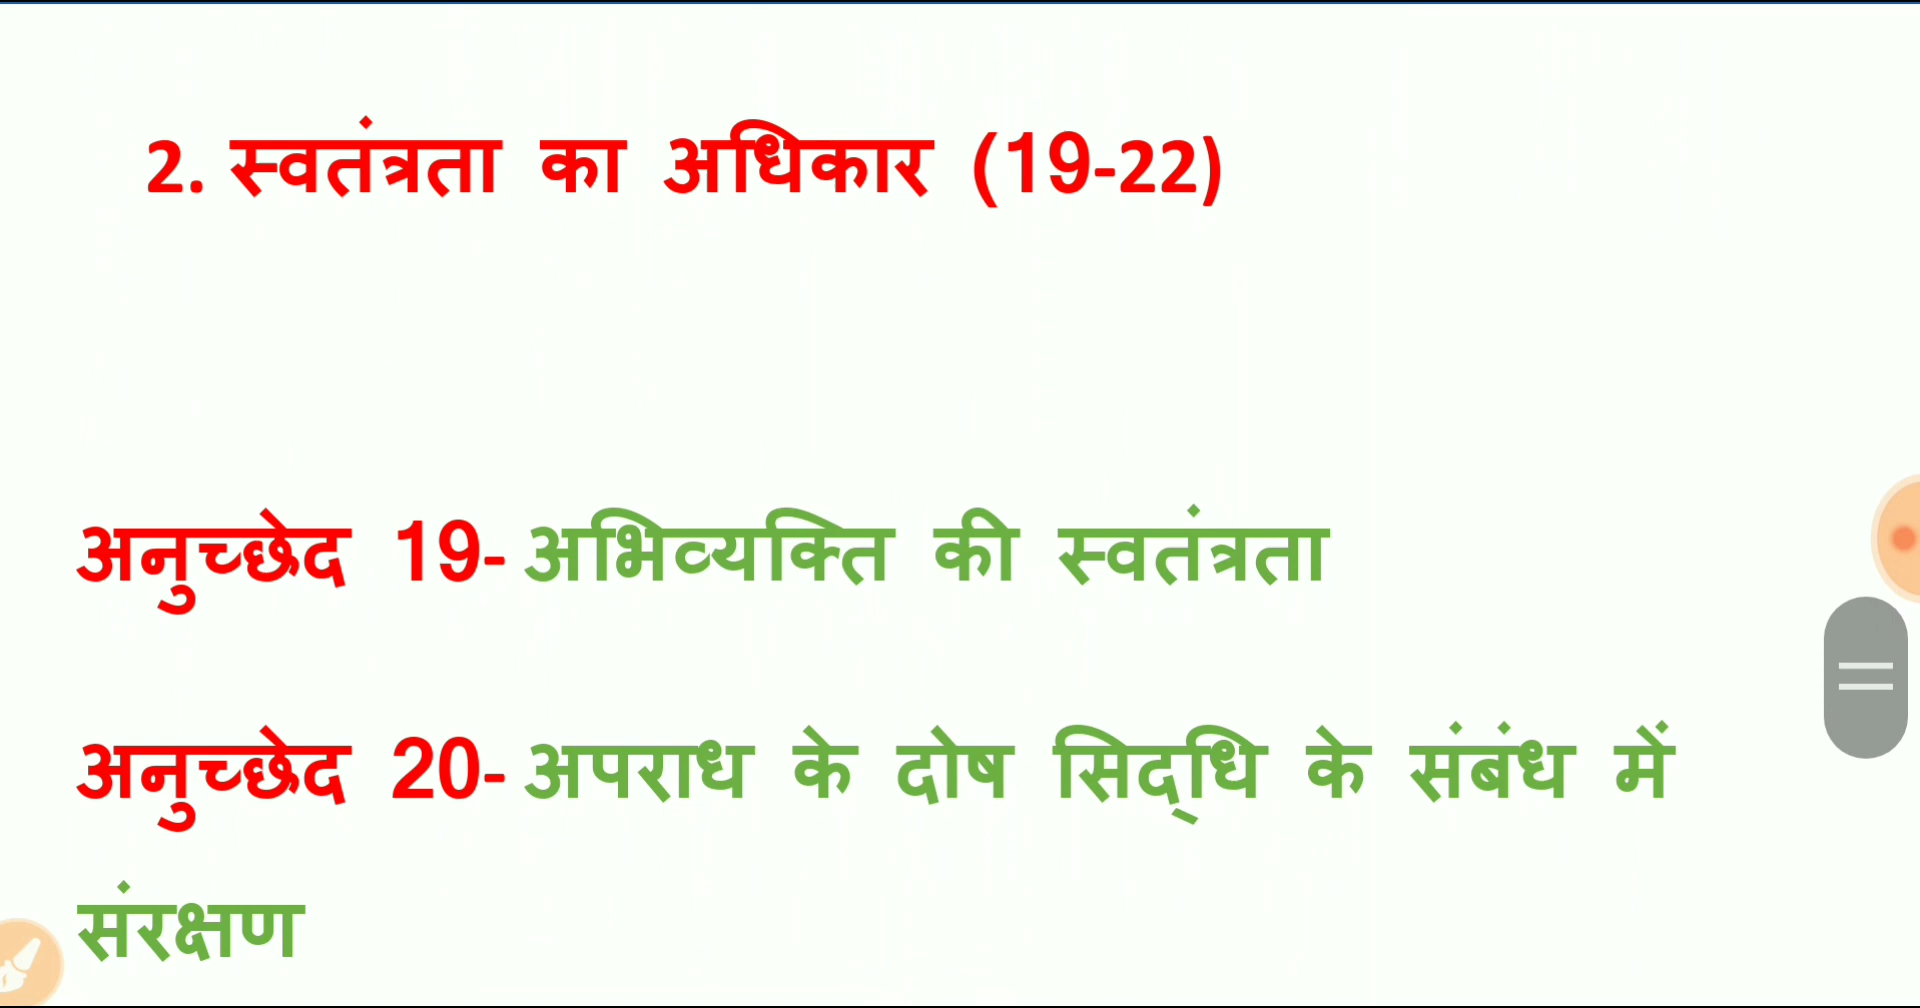 2. स्वतंत्रता का अधिकार (19-22)
अनुच्छेद 19- अभिव्यक्ति की स्वतंत्रता
अनुच्छेद 20- अपराध के दोष सिद्‌धि के संबंध में
संरक्षण